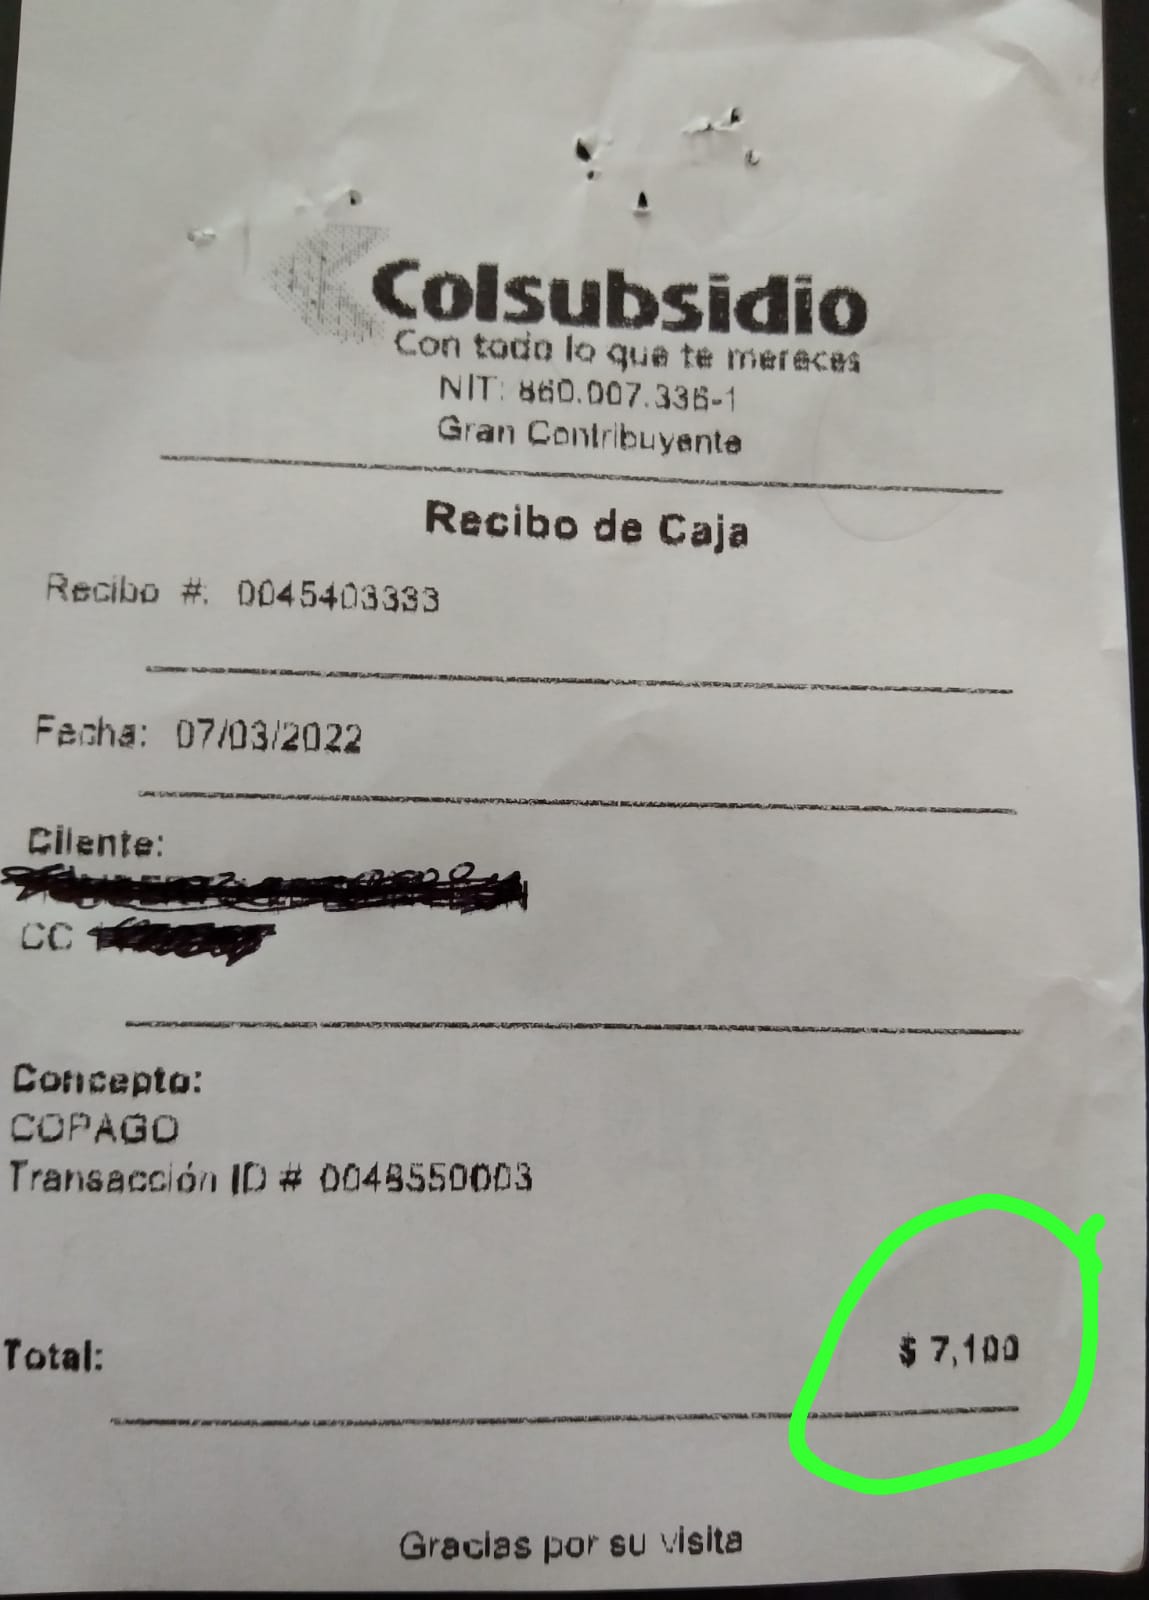 Colsubsidio
Con todo lo que te mereces
NIT: 860.007.336-1
Gran Contribuyente
Recibo de Caja
Recibo #: 0045403333
Fecha: 07/03/2022
Cliente:
CC
Concepto:
COPAGO
Transacción ID # 0048550003
Total: $ 7,100
Gracias por su visita